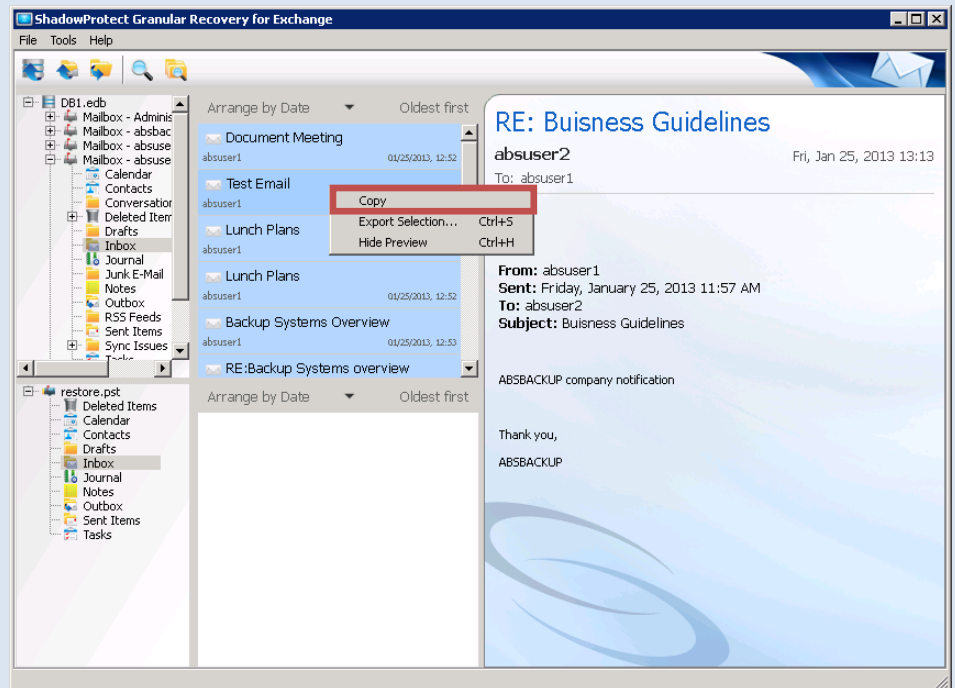 ShadowProtect Granular Recovery for Exchange
File Tools Help
DB1.edb
Mailbox - Adminis
Mailbox - absbac
Mailbox - absuse
Mailbox - absuse
Calendar
Contacts
Conversation
Deleted Item
Drafts
Inbox
Journal
Junk E-Mail
Notes
Outbox
RSS Feeds
Sent Items
Sync Issues
Tasks
Arrange by Date Oldest first
Document Meeting
absuser1 01/25/2013, 12:52
Test Email
absuser1
Lunch Plans
absuser1
Lunch Plans
absuser1 01/25/2013, 12:52
Backup Systems Overview
absuser1 01/25/2013, 12:53
RE:Backup Systems overview
Copy
Export Selection... Ctrl+S
Hide Preview Ctrl+H
RE: Buisness Guidelines
absuser2 Fri, Jan 25, 2013 13:13
To: absuser1
From: absuser1
Sent: Friday, January 25, 2013 11:57 AM
To: absuser2
Subject: Buisness Guidelines
ABSBACKUP company notification
Thank you,
ABSBACKUP
restore.pst
Deleted Items
Calendar
Contacts
Drafts
Inbox
Journal
Notes
Outbox
Sent Items
Tasks
Arrange by Date Oldest first